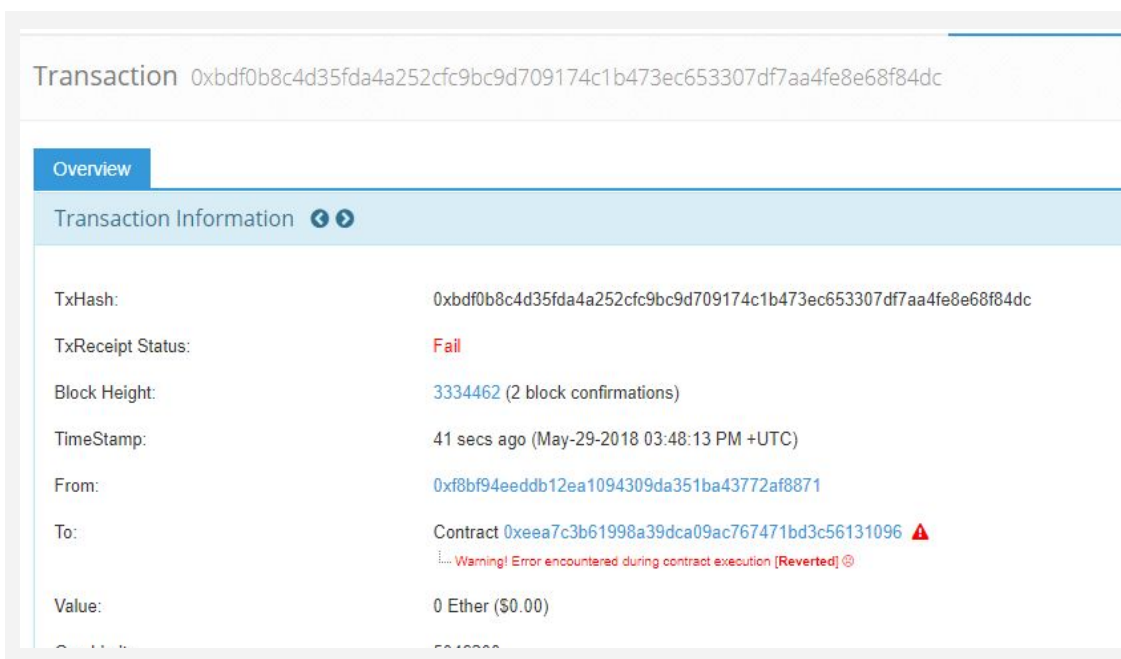 Transaction 0xbdf0b8c4d35fda4a252cfc9bc9d709174c1b473ec653307df7aa4fe8e68f84dc
Overview
Transaction Information
TxHash: 0xbdf0b8c4d35fda4a252cfc9bc9d709174c1b473ec653307df7aa4fe8e68f84dc
TxReceipt Status: Fail
Block Height: 3334462 (2 block confirmations)
TimeStamp: 41 secs ago (May-29-2018 03:48:13 PM +UTC)
From: 0xf8bf94eeddb12ea1094309da351ba43772af8871
To: Contract 0xeea7c3b61998a39dca09ac767471bd3c56131096
Warning! Error encountered during contract execution [Reverted]
Value: 0 Ether ($0.00)